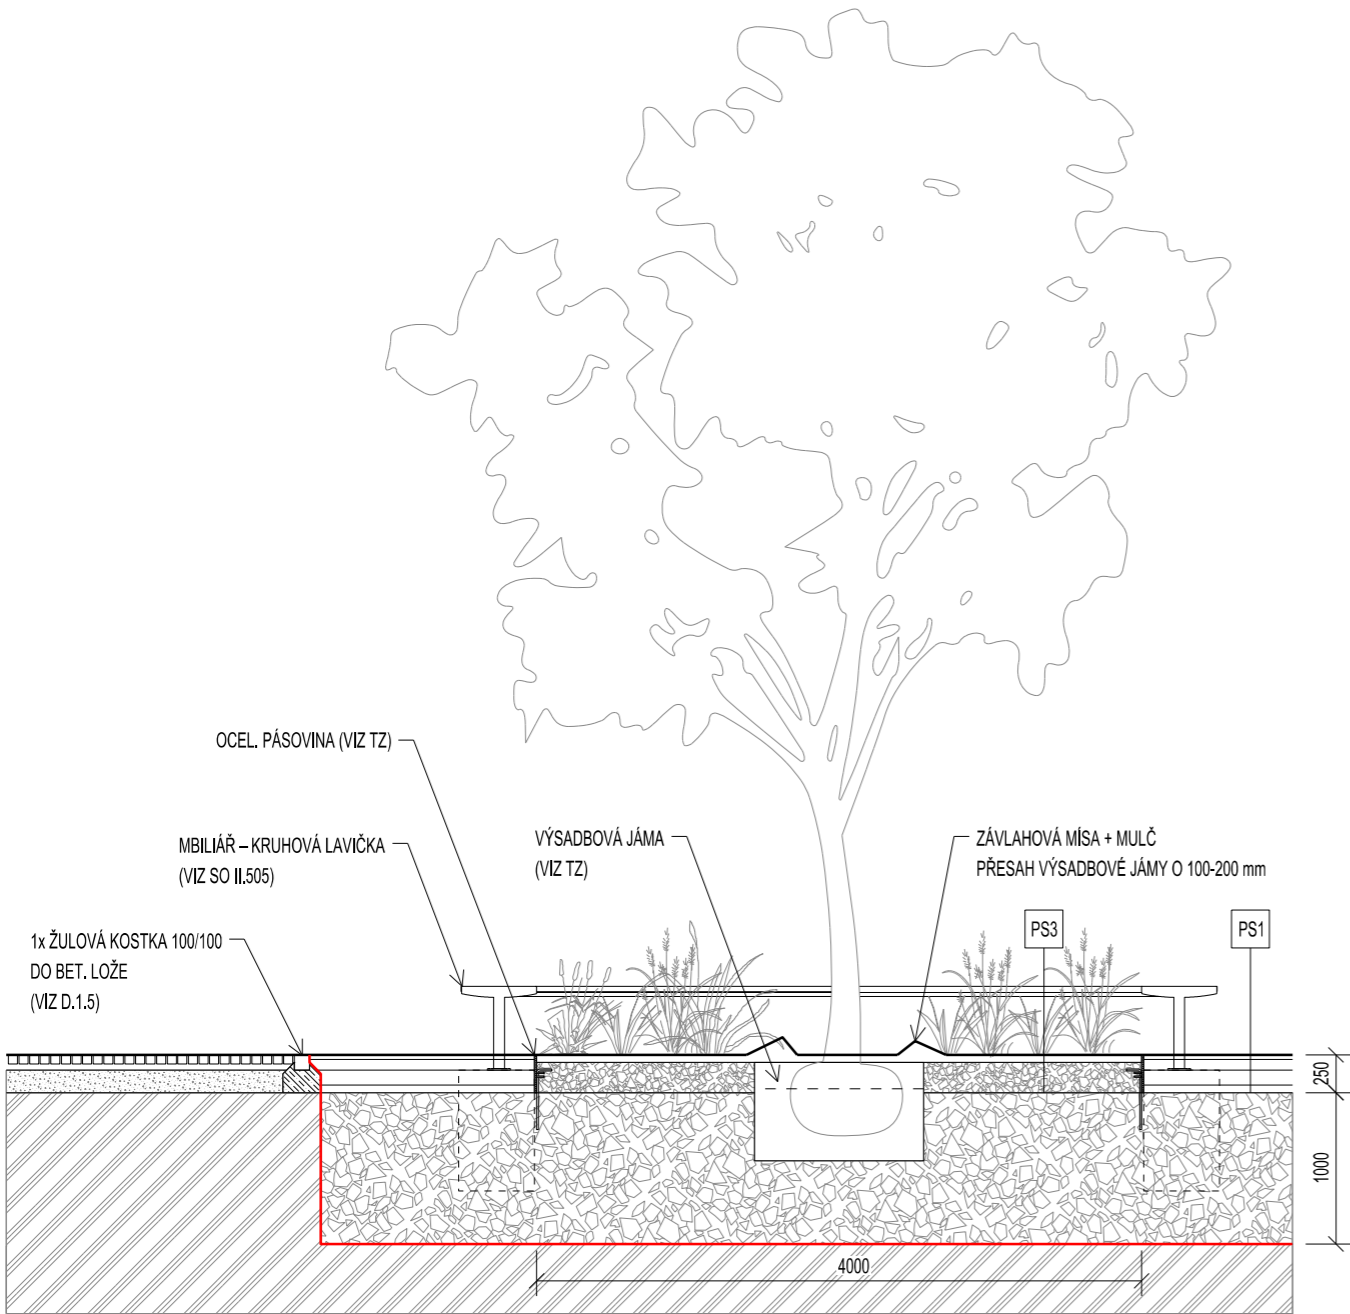 OCEL. PÁSOVINA (VIZ TZ)
MBILIÁŘ – KRUHOVÁ LAVIČKA
(VIZ SO II.505)
VÝSADBOVÁ JÁMA
(VIZ TZ)
ZÁVLAHOVÁ MÍSA + MULČ
PŘESAH VÝSADBOVÉ JÁMY O 100-200 mm
1x ŽULOVÁ KOSTKA 100/100
DO BET. LOŽE
(VIZ D.1.5)
PS3
PS1
250
1000
4000